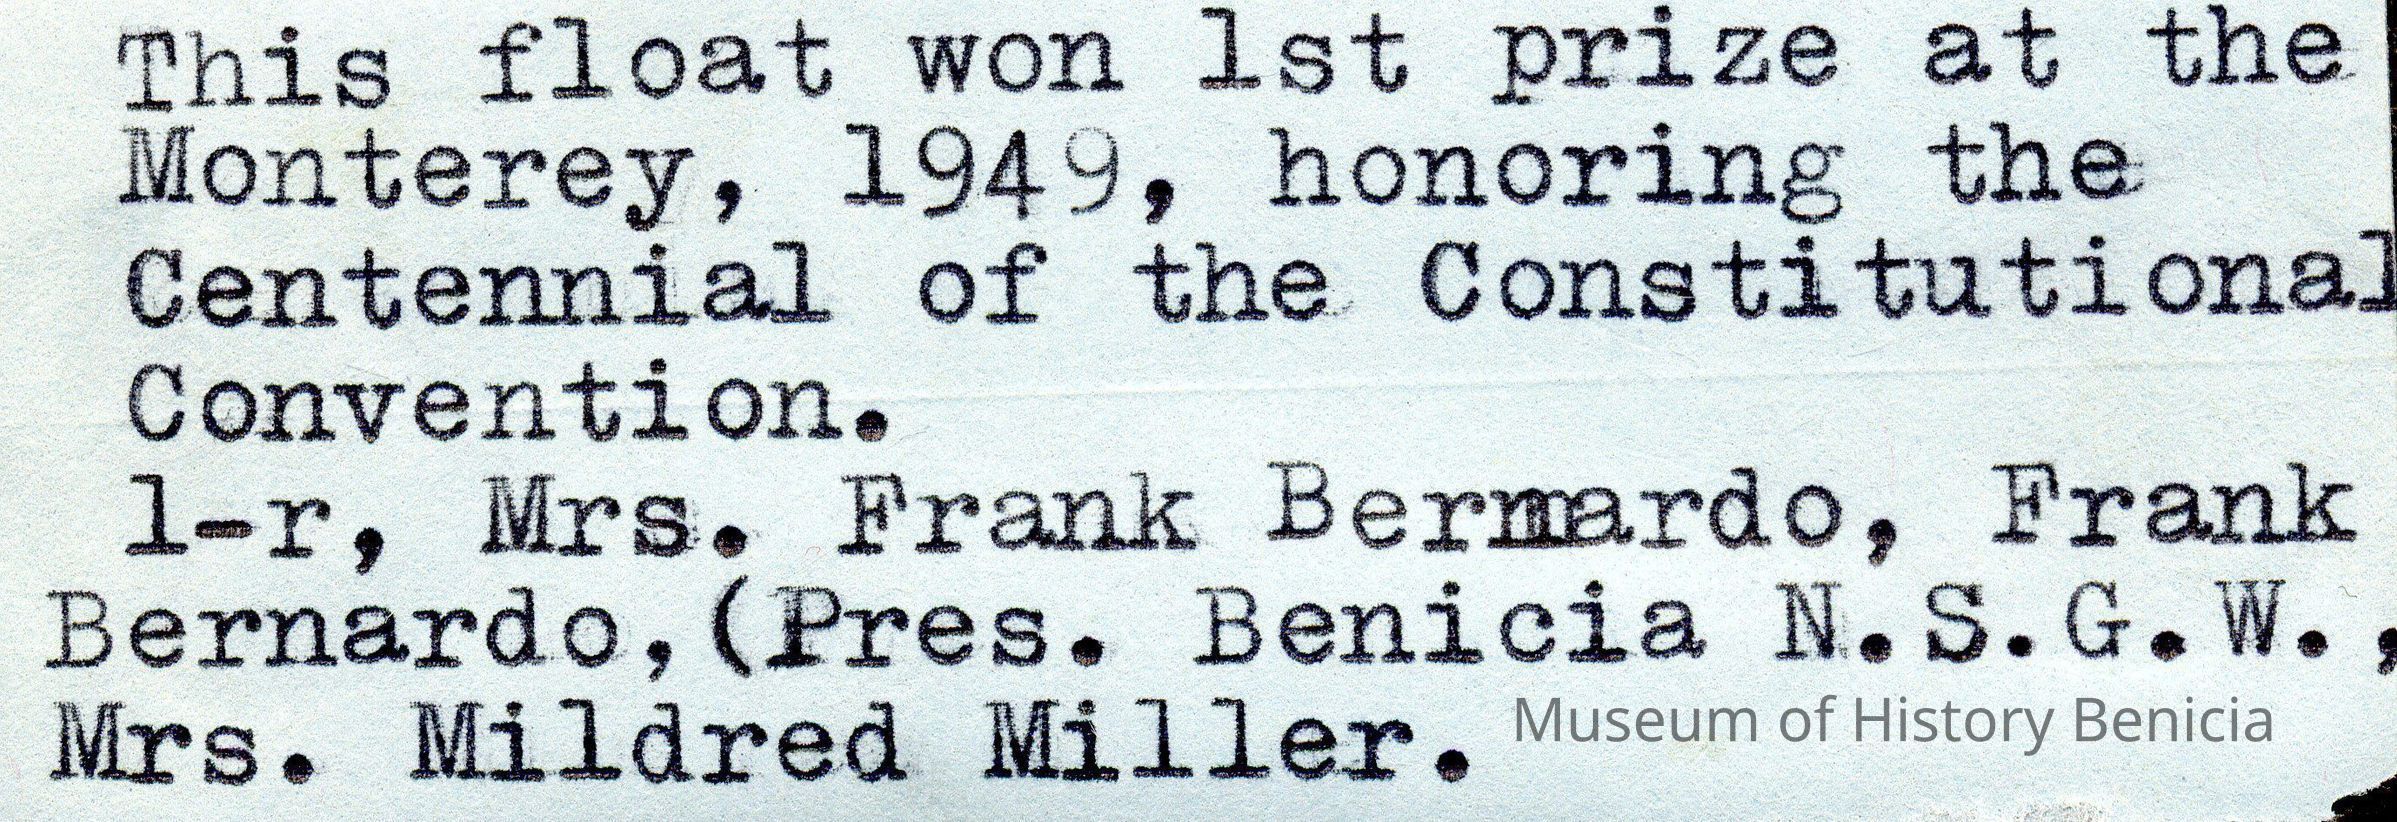 This float won 1st prize at the
Monterey, 1949, honoring the
Centennial of the Constitutional
Convention.
l-r, Mrs. Frank Bernardo, Frank
Bernardo,(Pres. Benicia N.S.G.W.,
Mrs. Mildred Miller.
Museum of History Benicia